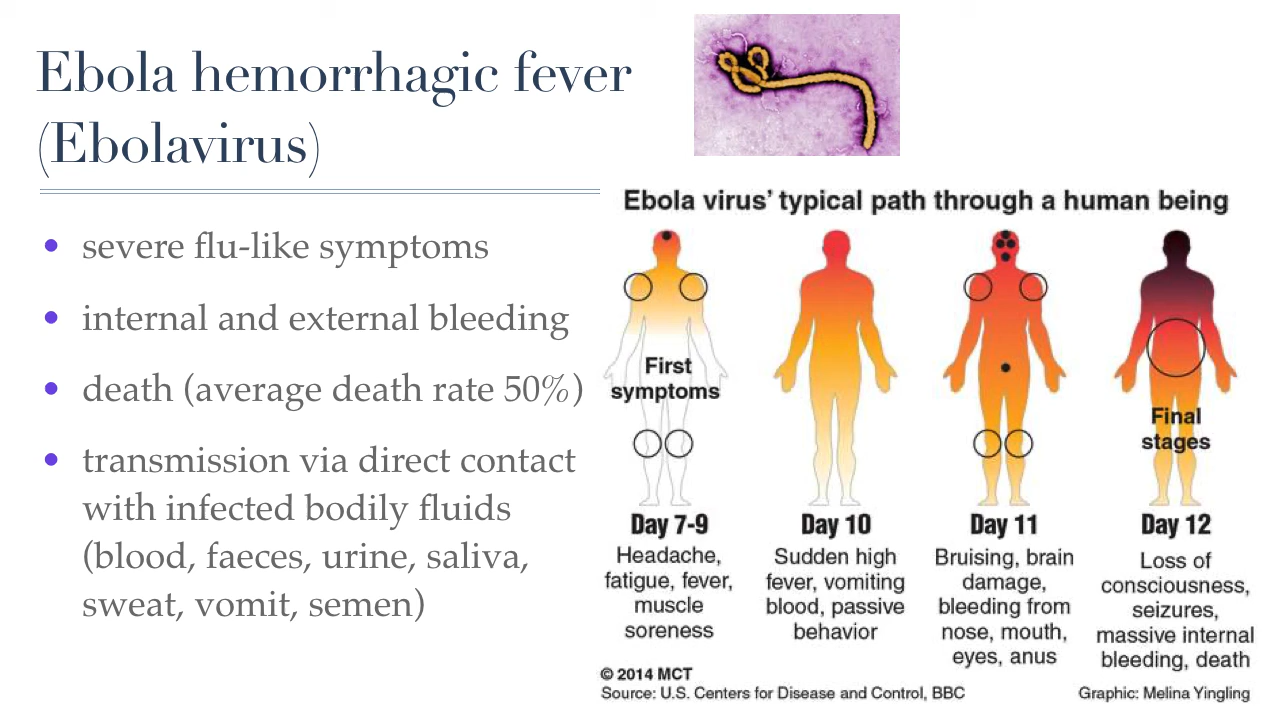 Ebola hemorrhagic fever
(Ebolavirus)
• severe flu-like symptoms
• internal and external bleeding
• death (average death rate 50%)
• transmission via direct contact
with infected bodily fluids
(blood, faeces, urine, saliva,
sweat, vomit, semen)
Ebola virus' typical path through a human being
First
symptoms
Day 7-9
Headache,
fatigue, fever,
muscle
soreness
Day 10
Sudden high
fever, vomiting
blood, passive
behavior
Day 11
Bruising, brain
damage,
bleeding from
nose, mouth,
eyes, anus
Final
stages
Day 12
Loss of
consciousness,
seizures,
massive internal
bleeding, death
© 2014 MCT
Source: U.S. Centers for Disease and Control, BBC
Graphic: Melina Yingling